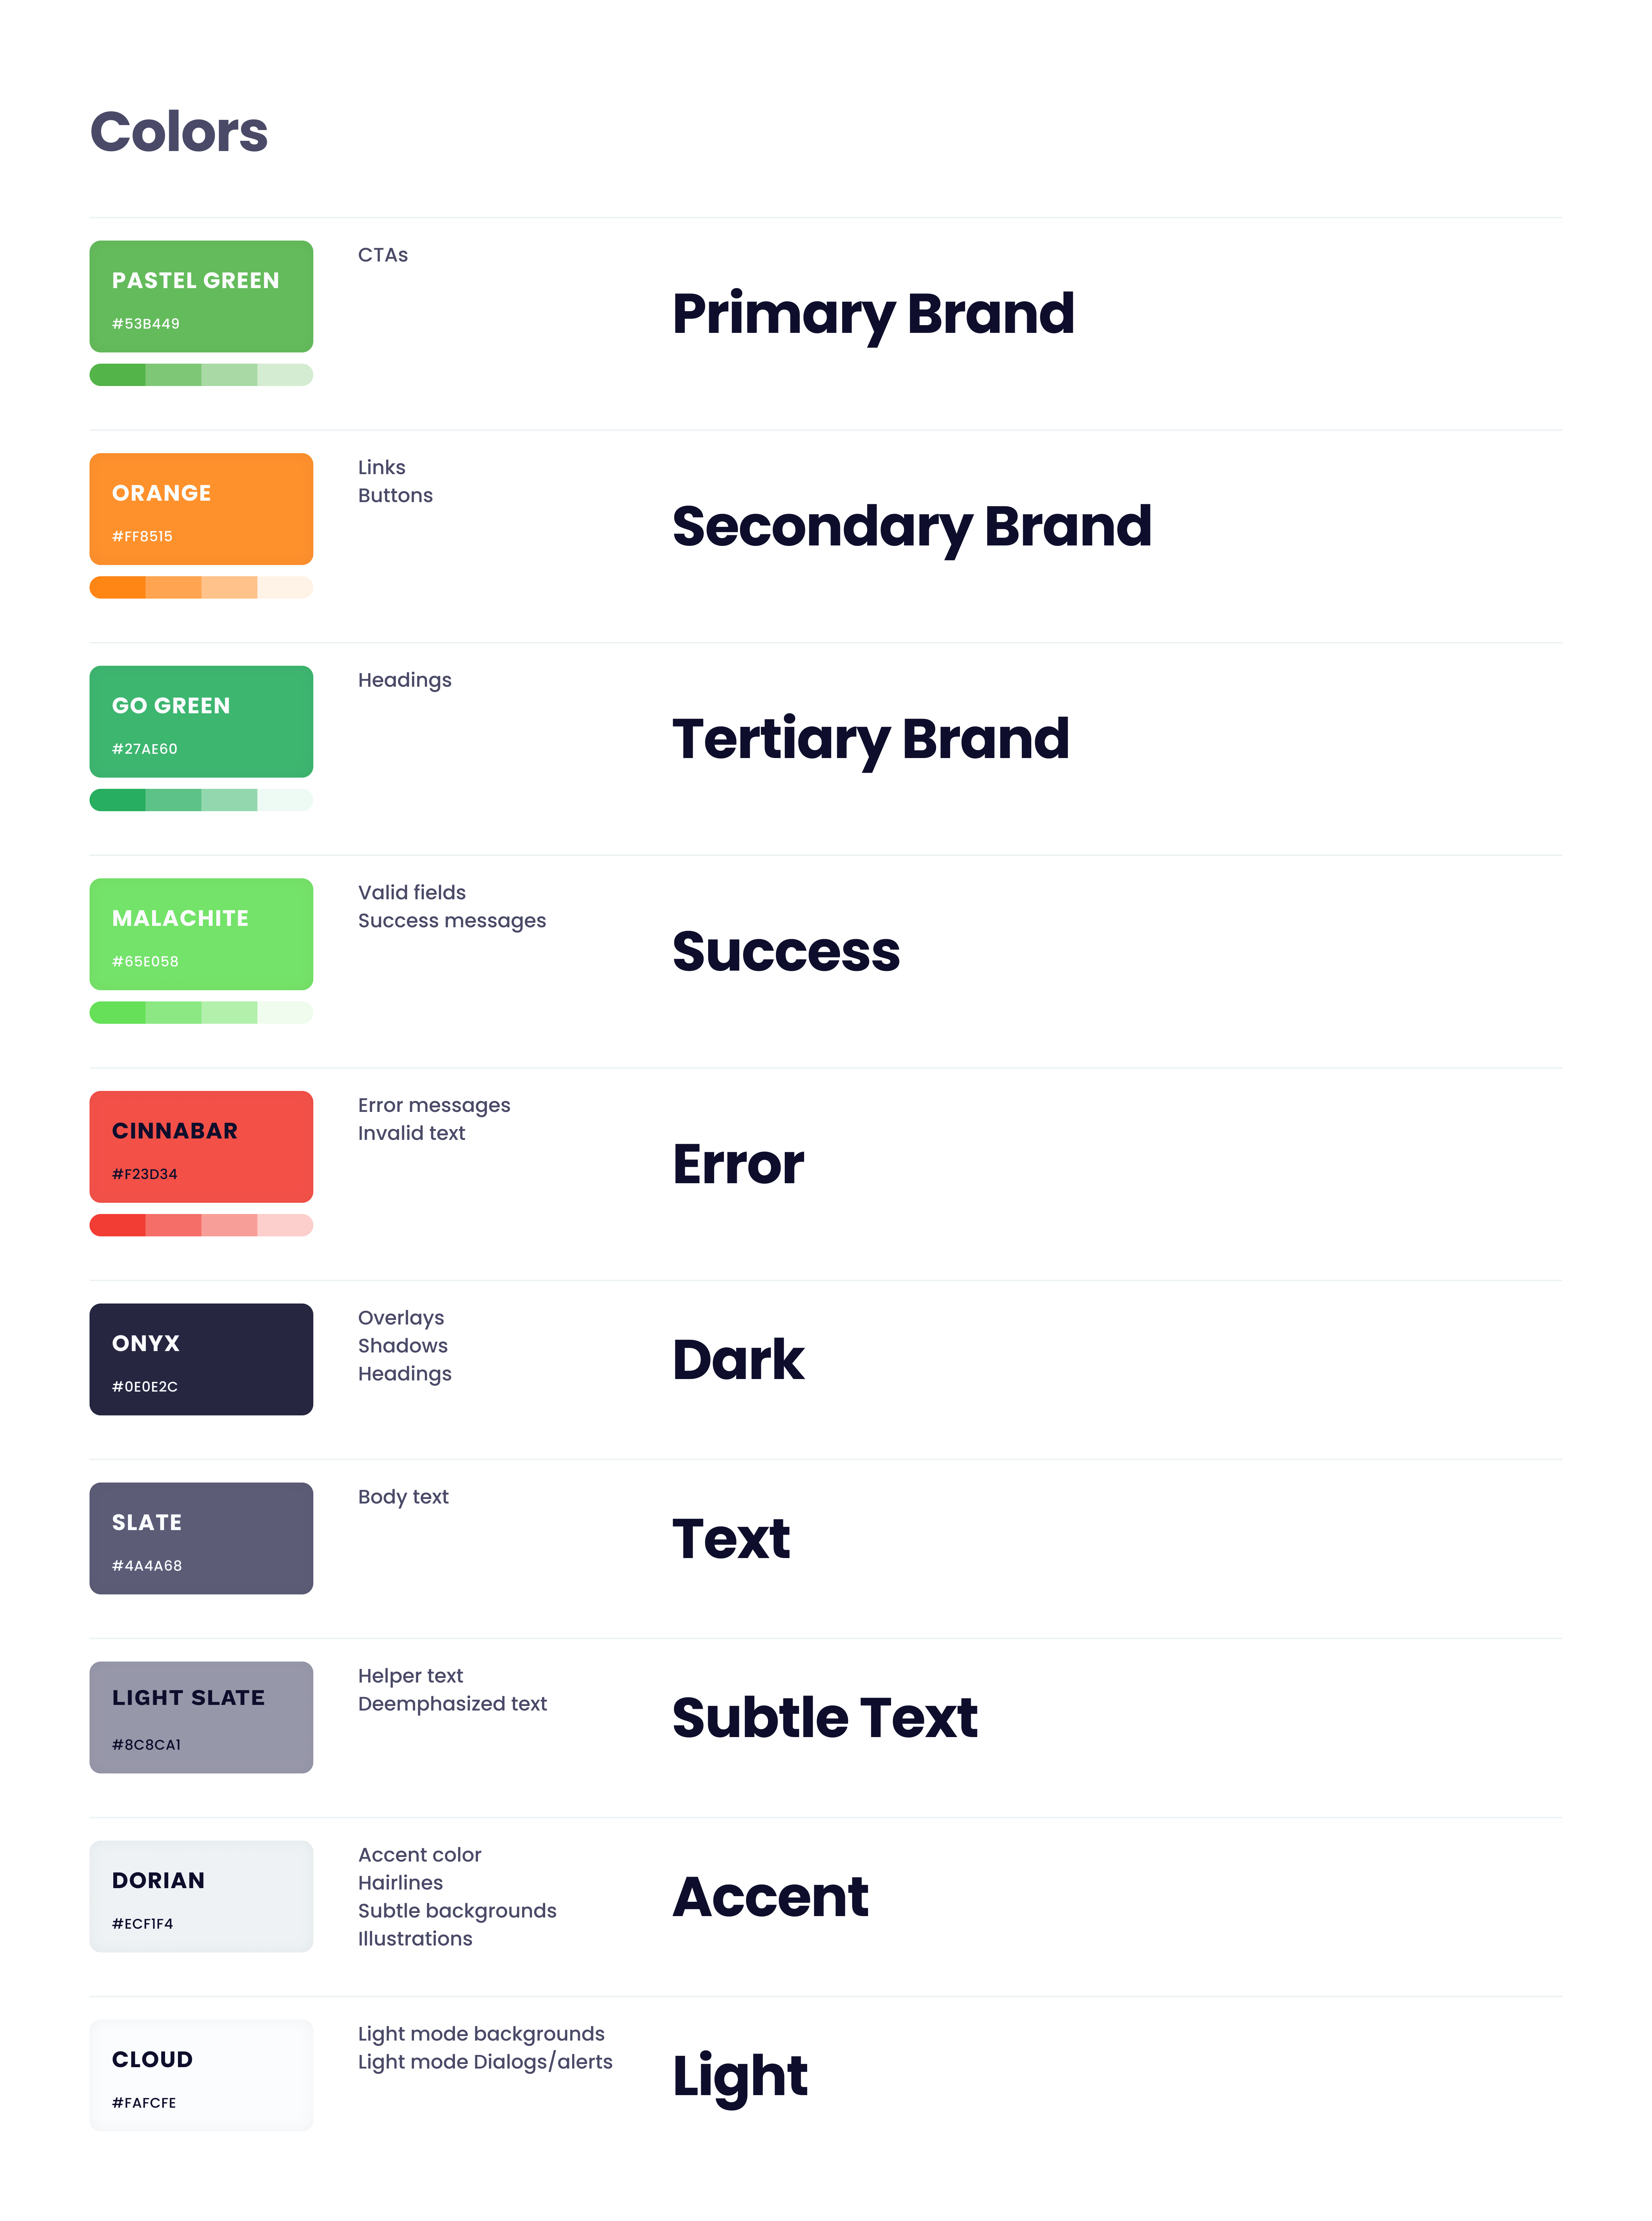 Colors
PASTEL GREEN
#53B449
CTAs
Primary Brand
ORANGE
#FF8515
Links
Buttons
Secondary Brand
GO GREEN
#27AE60
Headings
Tertiary Brand
MALACHITE
#65E058
Valid fields
Success messages
Success
CINNABAR
#F23D34
Error messages
Invalid text
Error
ONYX
#0E0E2C
Overlays
Shadows
Headings
Dark
SLATE
#4A4A68
Body text
Text
LIGHT SLATE
#8C8CA1
Helper text
Deemphasized text
Subtle Text
DORIAN
#ECF1F4
Accent color
Hairlines
Subtle backgrounds
Illustrations
Accent
CLOUD
#FAFCFE
Light mode backgrounds
Light mode Dialogs/alerts
Light